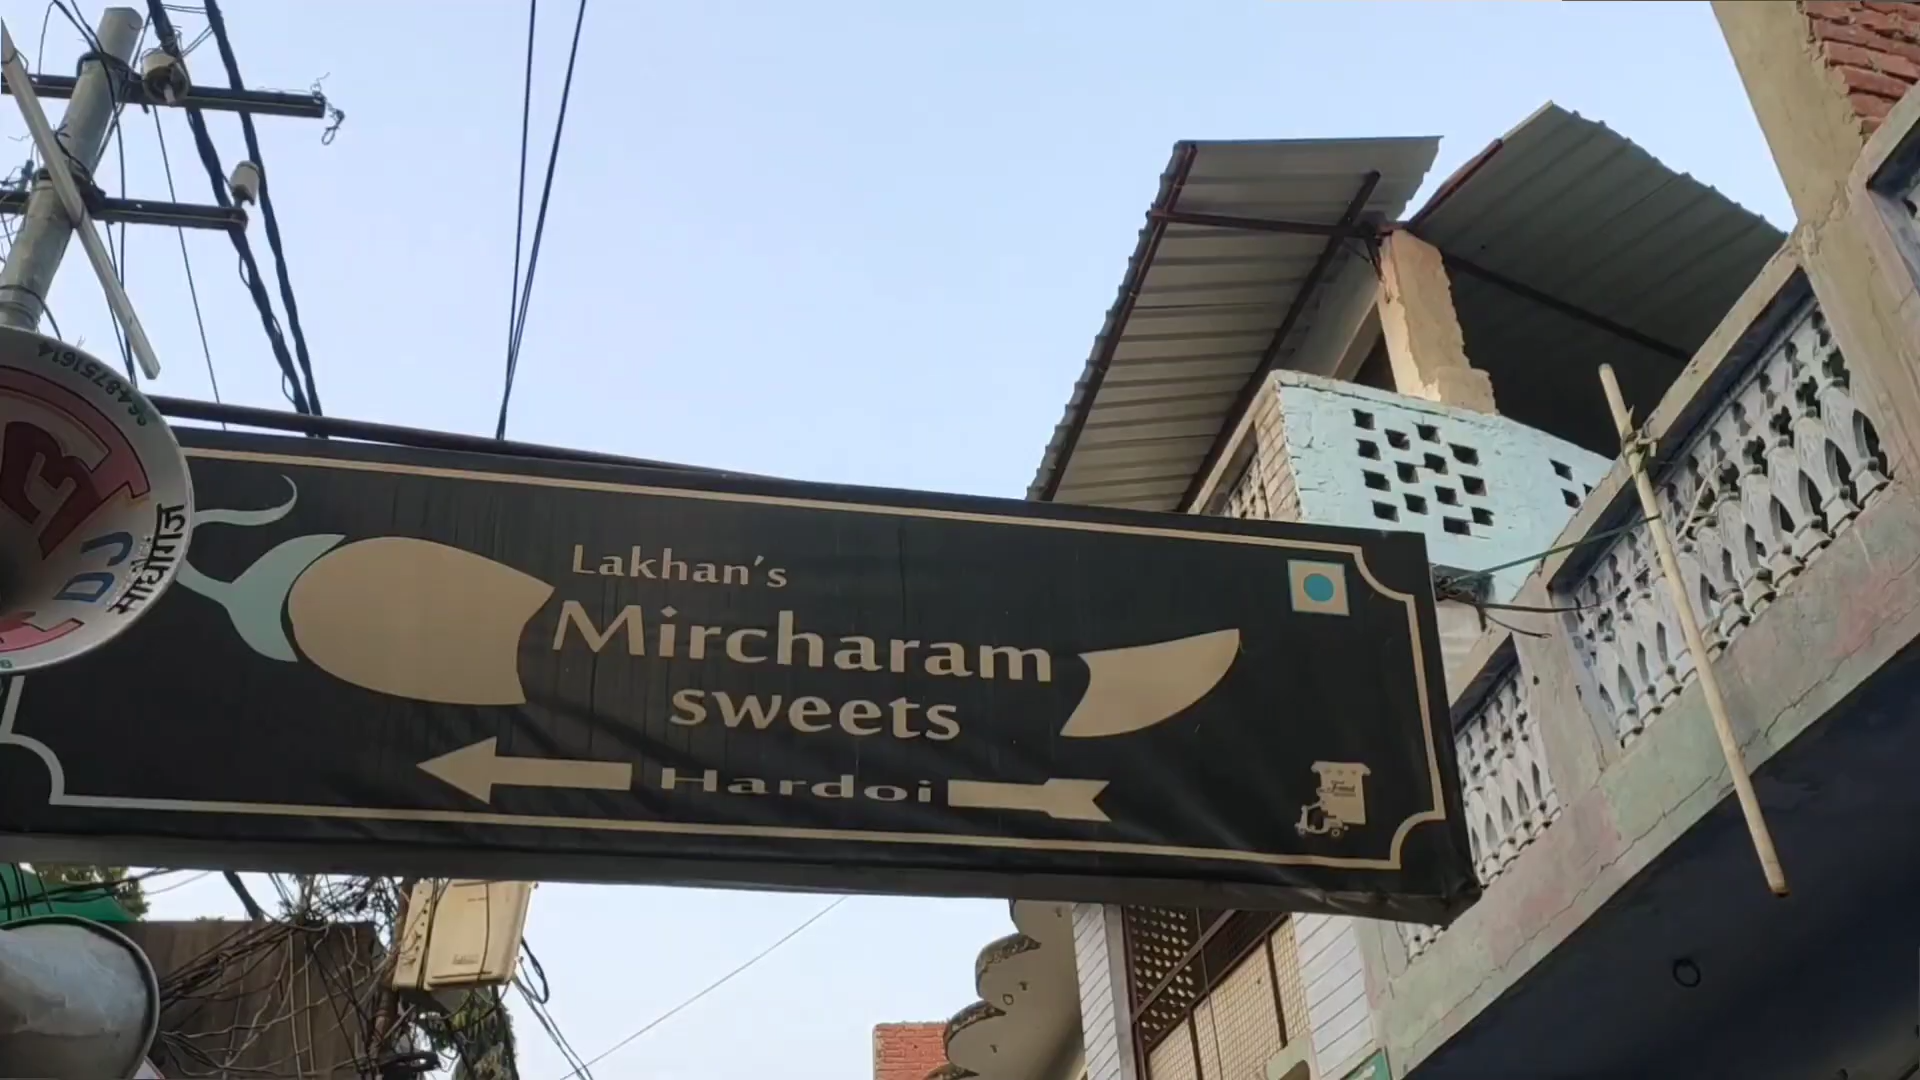 Lakhan's
Mircharam
sweets
Hardoi
DJ
माधोगंज